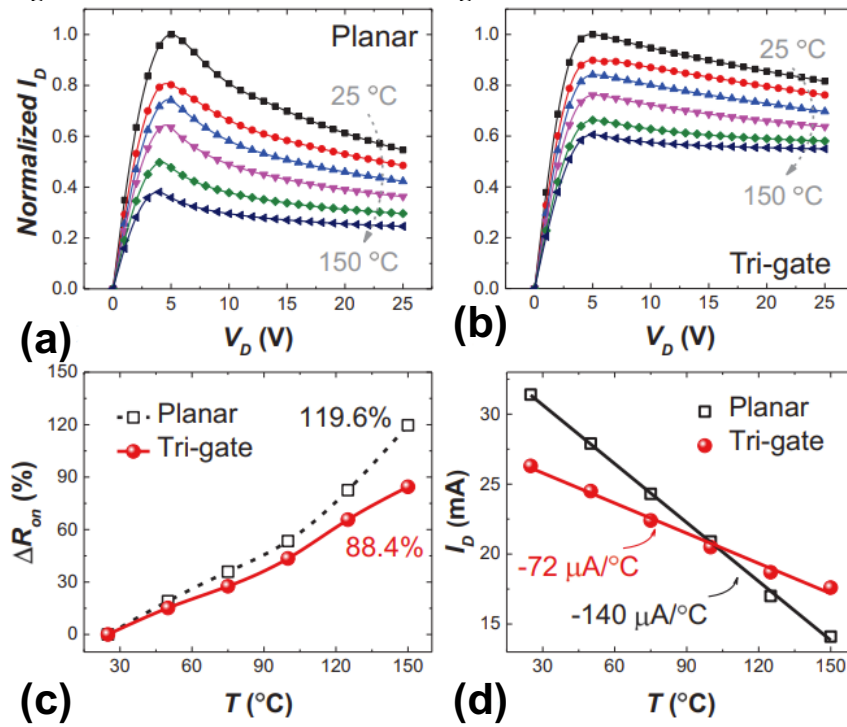 Planar
25 °C
150 °C
Normalized I_D
1.0
0.8
0.6
0.4
0.2
0.0
0 5 10 15 20 25
V_D (V)
(a)
25 °C
150 °C
Tri-gate
1.0
0.8
0.6
0.4
0.2
0.0
0 5 10 15 20 25
V_D (V)
(b)
Planar
Tri-gate
119.6%
88.4%
ΔR_on (%)
150
120
90
60
30
0
30 60 90 120 150
T (°C)
(c)
Planar
Tri-gate
-72 μA/°C
-140 μA/°C
I_D (mA)
30
25
20
15
30 60 90 120 150
T (°C)
(d)